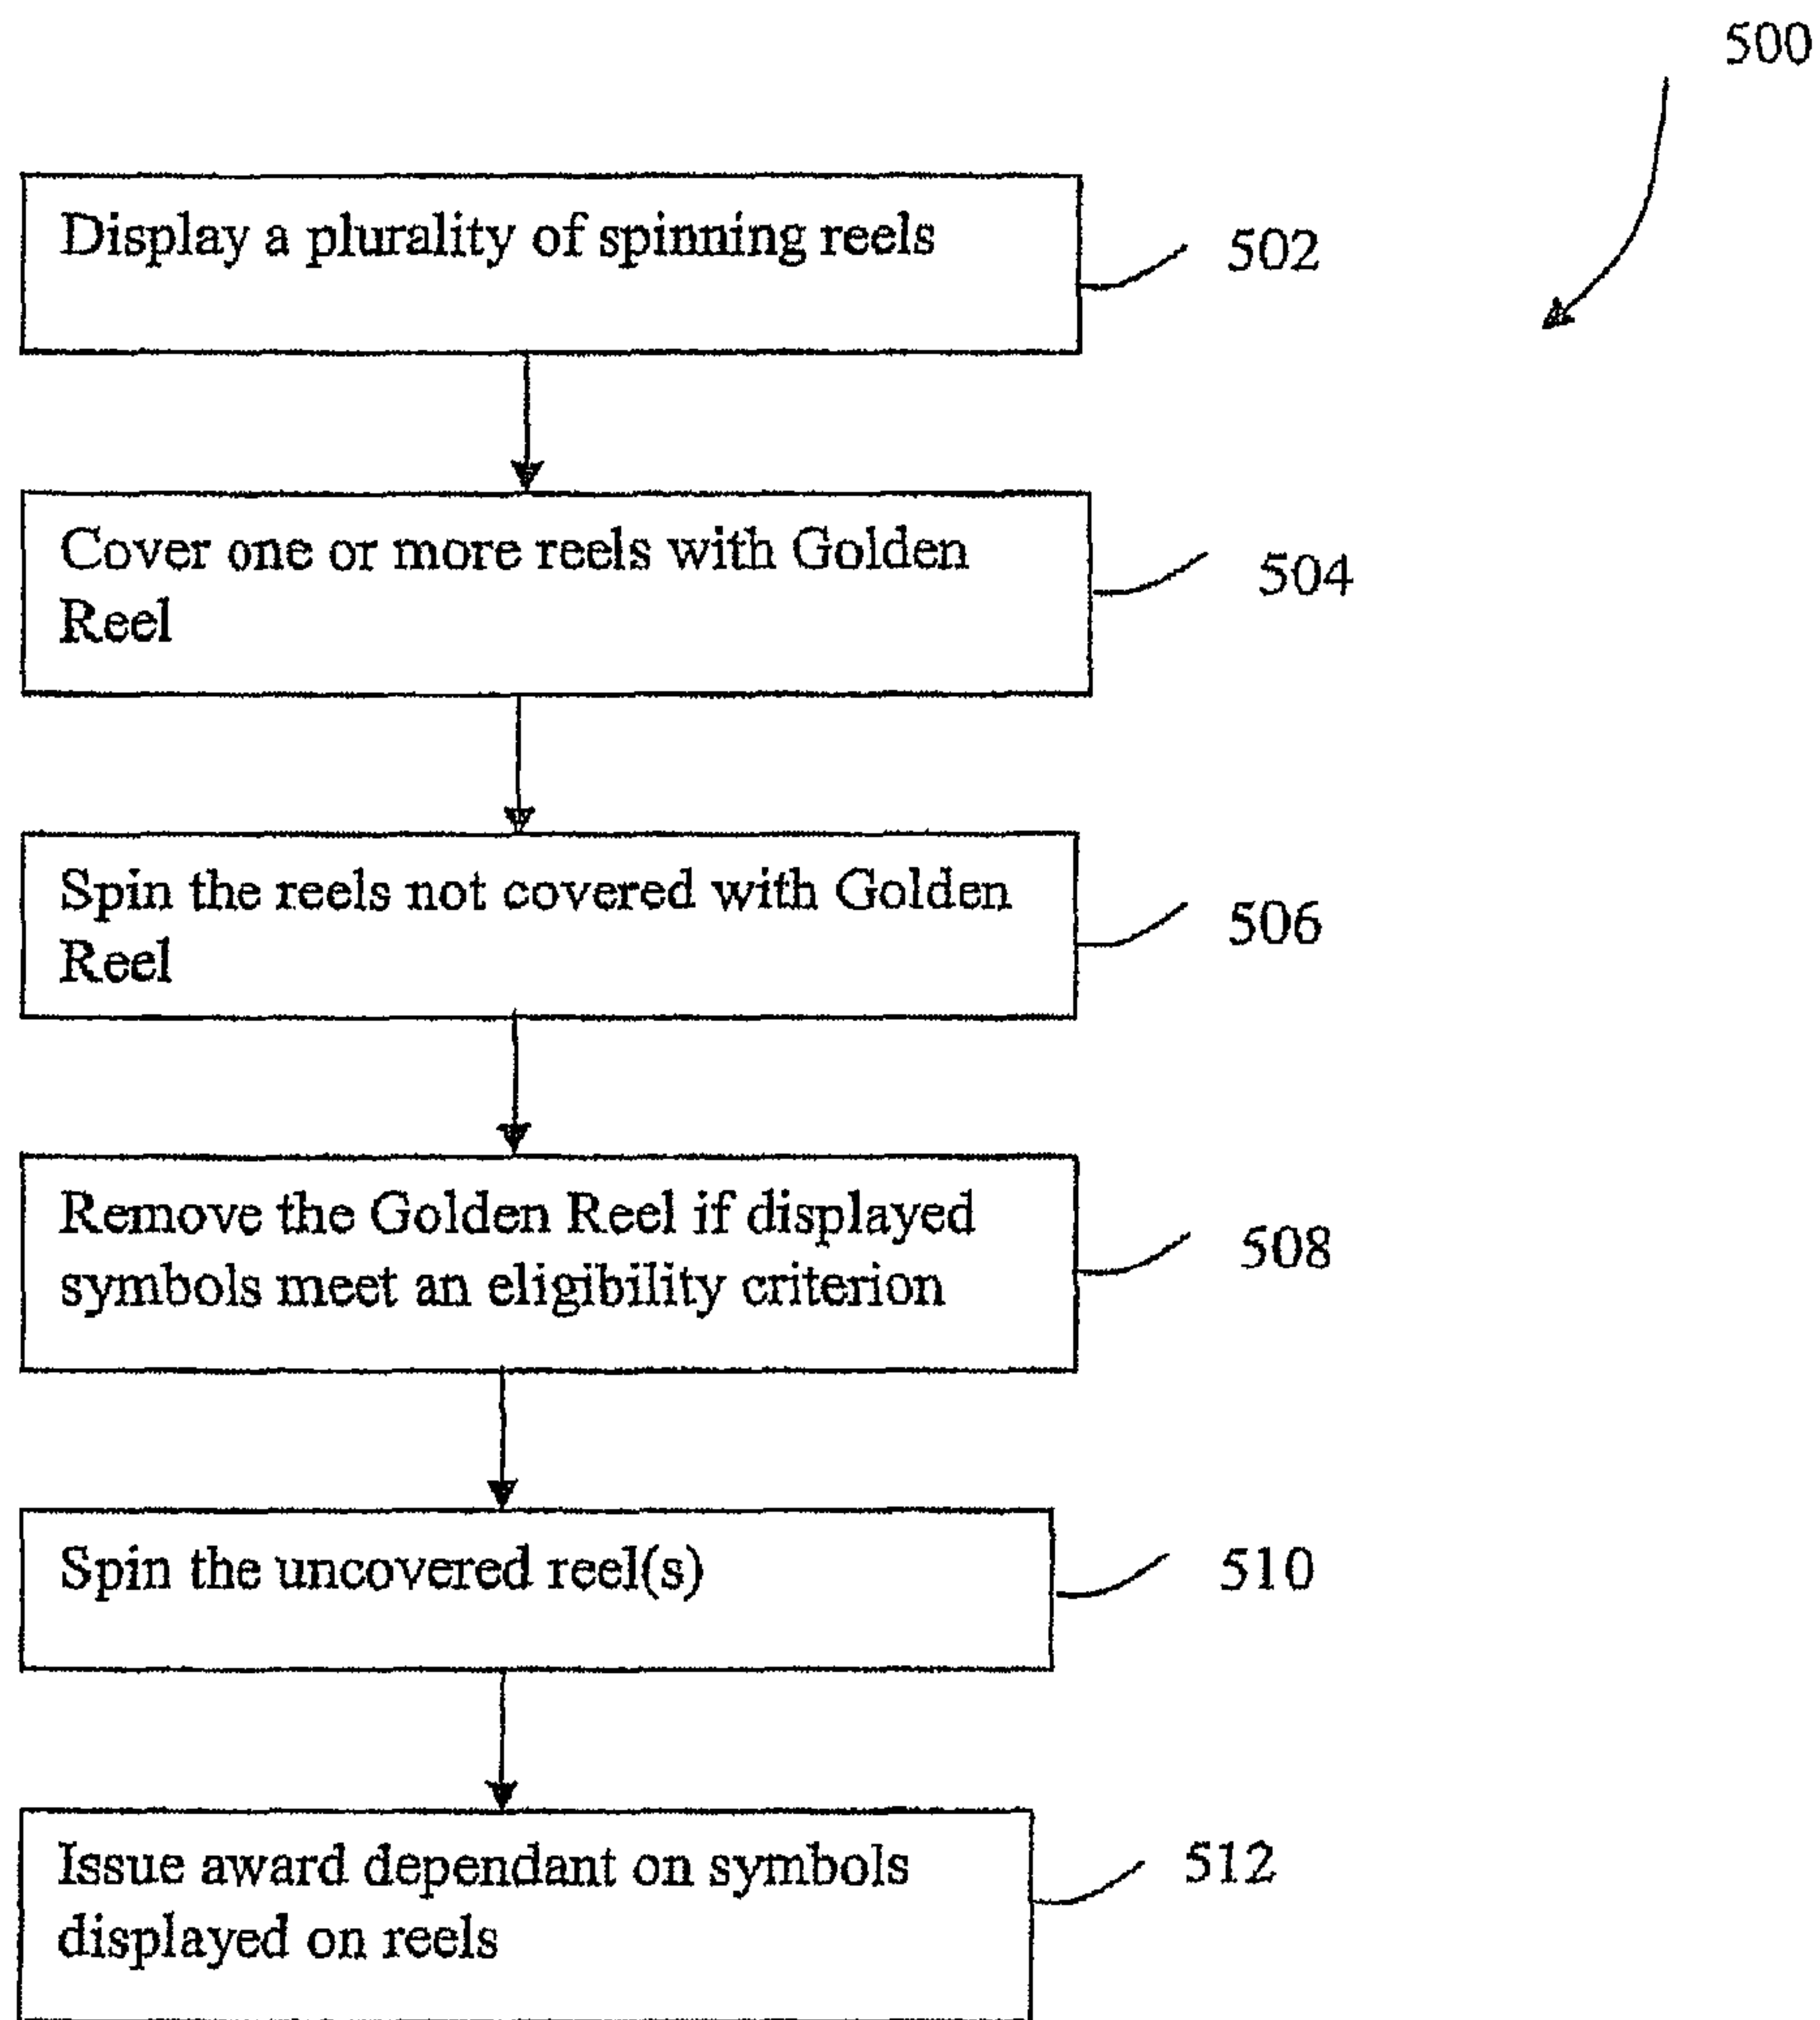 500
Display a plurality of spinning reels
502
Cover one or more reels with Golden
Reel
504
Spin the reels not covered with Golden
Reel
506
Remove the Golden Reel if displayed
symbols meet an eligibility criterion
508
Spin the uncovered reel(s)
510
Issue award dependant on symbols
displayed on reels
512